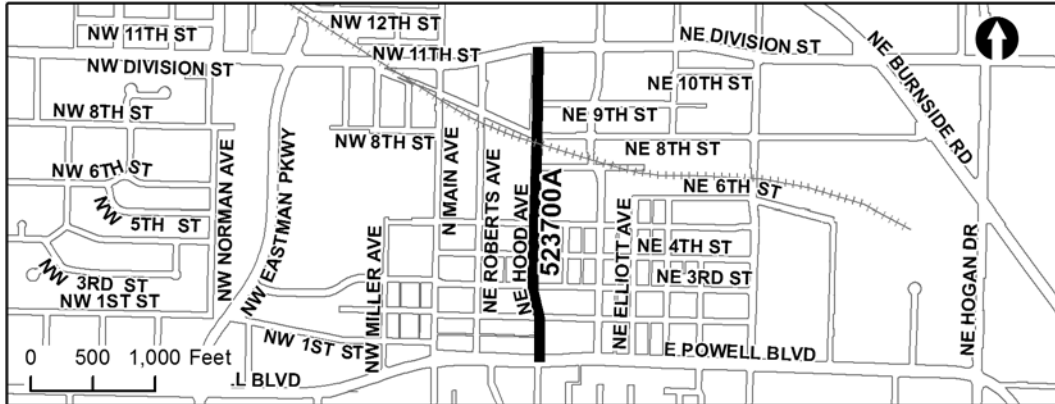 NW 12TH ST
NW 11TH ST
NW 11TH ST
NE DIVISION ST
NW DIVISION ST
NE BURNSIDE RD
NE 10TH ST
NW 8TH ST
NE 9TH ST
NW 8TH ST
NE 8TH ST
NW 6TH ST
NE 6TH ST
NW
5TH ST
NW NORMAN AVE
NW EASTMAN PKWY
NW MILLER AVE
N MAIN AVE
NE ROBERTS AVE
NE HOOD AVE
523700A
NE ELLIOTT AVE
NE 4TH ST
NE 3RD ST
NE HOGAN DR
NW
3RD ST
NW 1ST ST
NW 1ST ST
E POWELL BLVD
0 500 1,000 Feet
.L BLVD